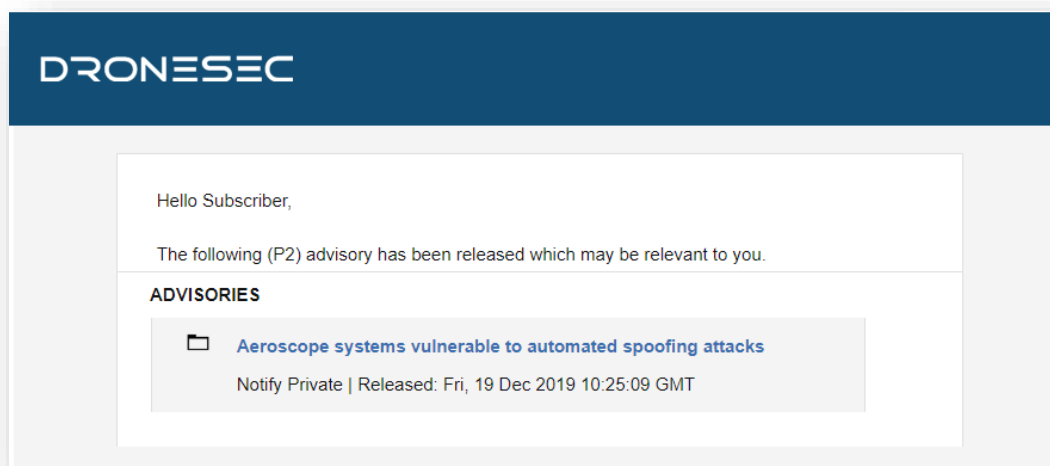 DRONESEC
Hello Subscriber,
The following (P2) advisory has been released which may be relevant to you.
ADVISORIES
Aeroscope systems vulnerable to automated spoofing attacks
Notify Private | Released: Fri, 19 Dec 2019 10:25:09 GMT